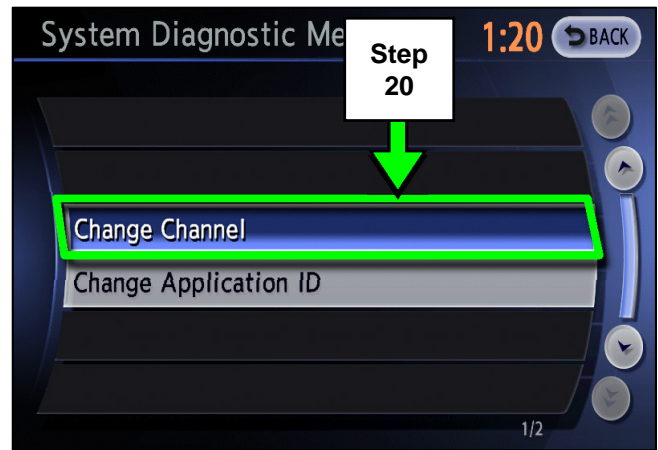 System Diagnostic Me
Step
20
1:20
BACK
Change Channel
Change Application ID
1/2